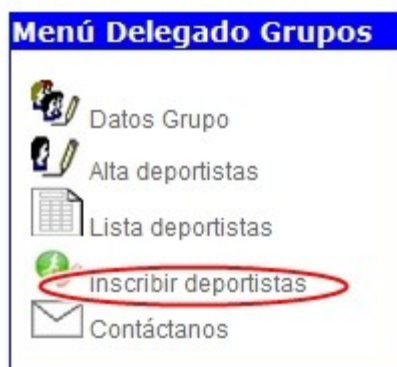 Menú Delegado Grupos
Datos Grupo
Alta deportistas
Lista deportistas
Inscribir deportistas
Contáctanos